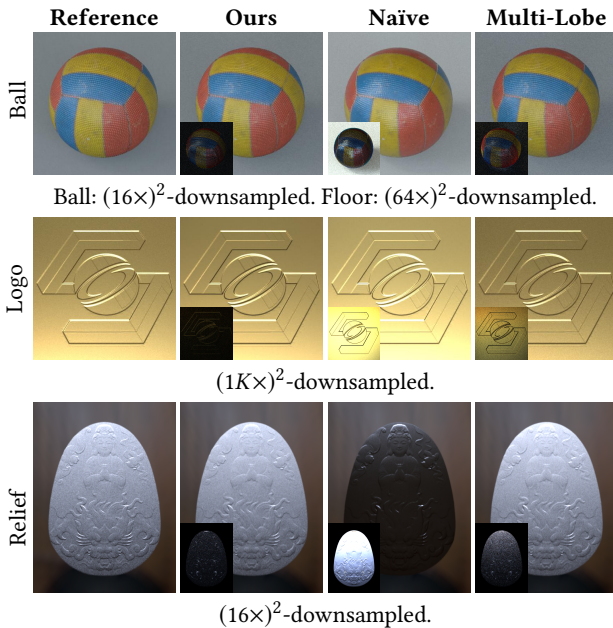 Reference Ours Naïve Multi-Lobe
Ball
Ball: (16×)²-downsampled. Floor: (64×)²-downsampled.
Logo
(1K×)²-downsampled.
Relief
(16×)²-downsampled.